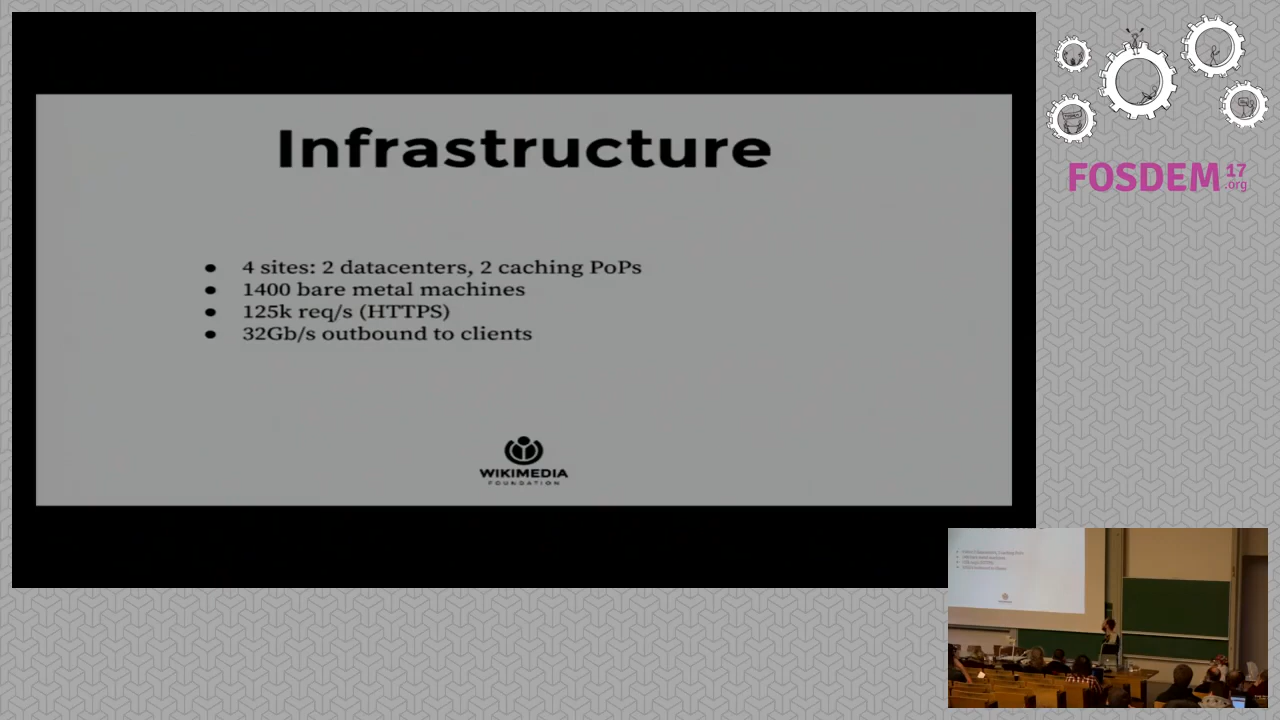 Infrastructure
● 4 sites: 2 datacenters, 2 caching PoPs
● 1400 bare metal machines
● 125k req/s (HTTPS)
● 32Gb/s outbound to clients
WIKIMEDIA
FOUNDATION
FOSDEM 17
.org